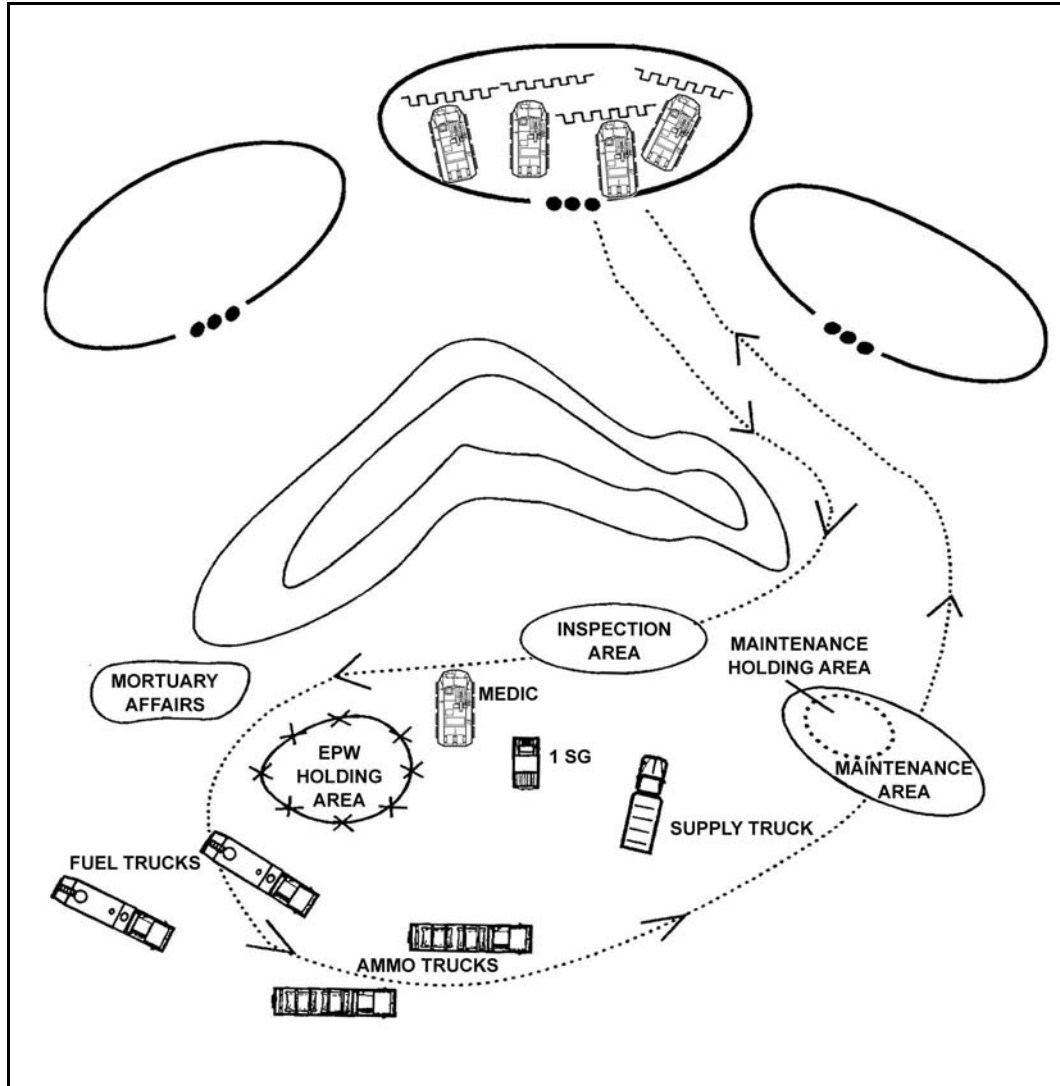 INSPECTION
AREA
MAINTENANCE
HOLDING AREA
MORTUARY
AFFAIRS
MEDIC
EPW
HOLDING
AREA
1 SG
MAINTENANCE
AREA
SUPPLY TRUCK
FUEL TRUCKS
AMMO TRUCKS